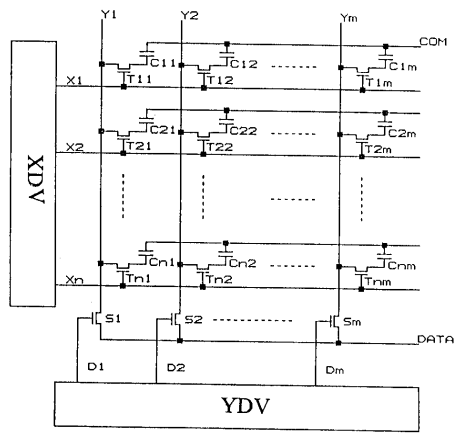 Y1 Y2 Ym
COM
C11 C12 C1m
X1 T11 T12 T1m
C21 C22 C2m
X2 T21 T22 T2m
XDV
Cn1 Cn2 Cnm
Xn Tn1 Tn2 Tnm
S1 S2 Sm
DATA
D1 D2 Dm
YDV